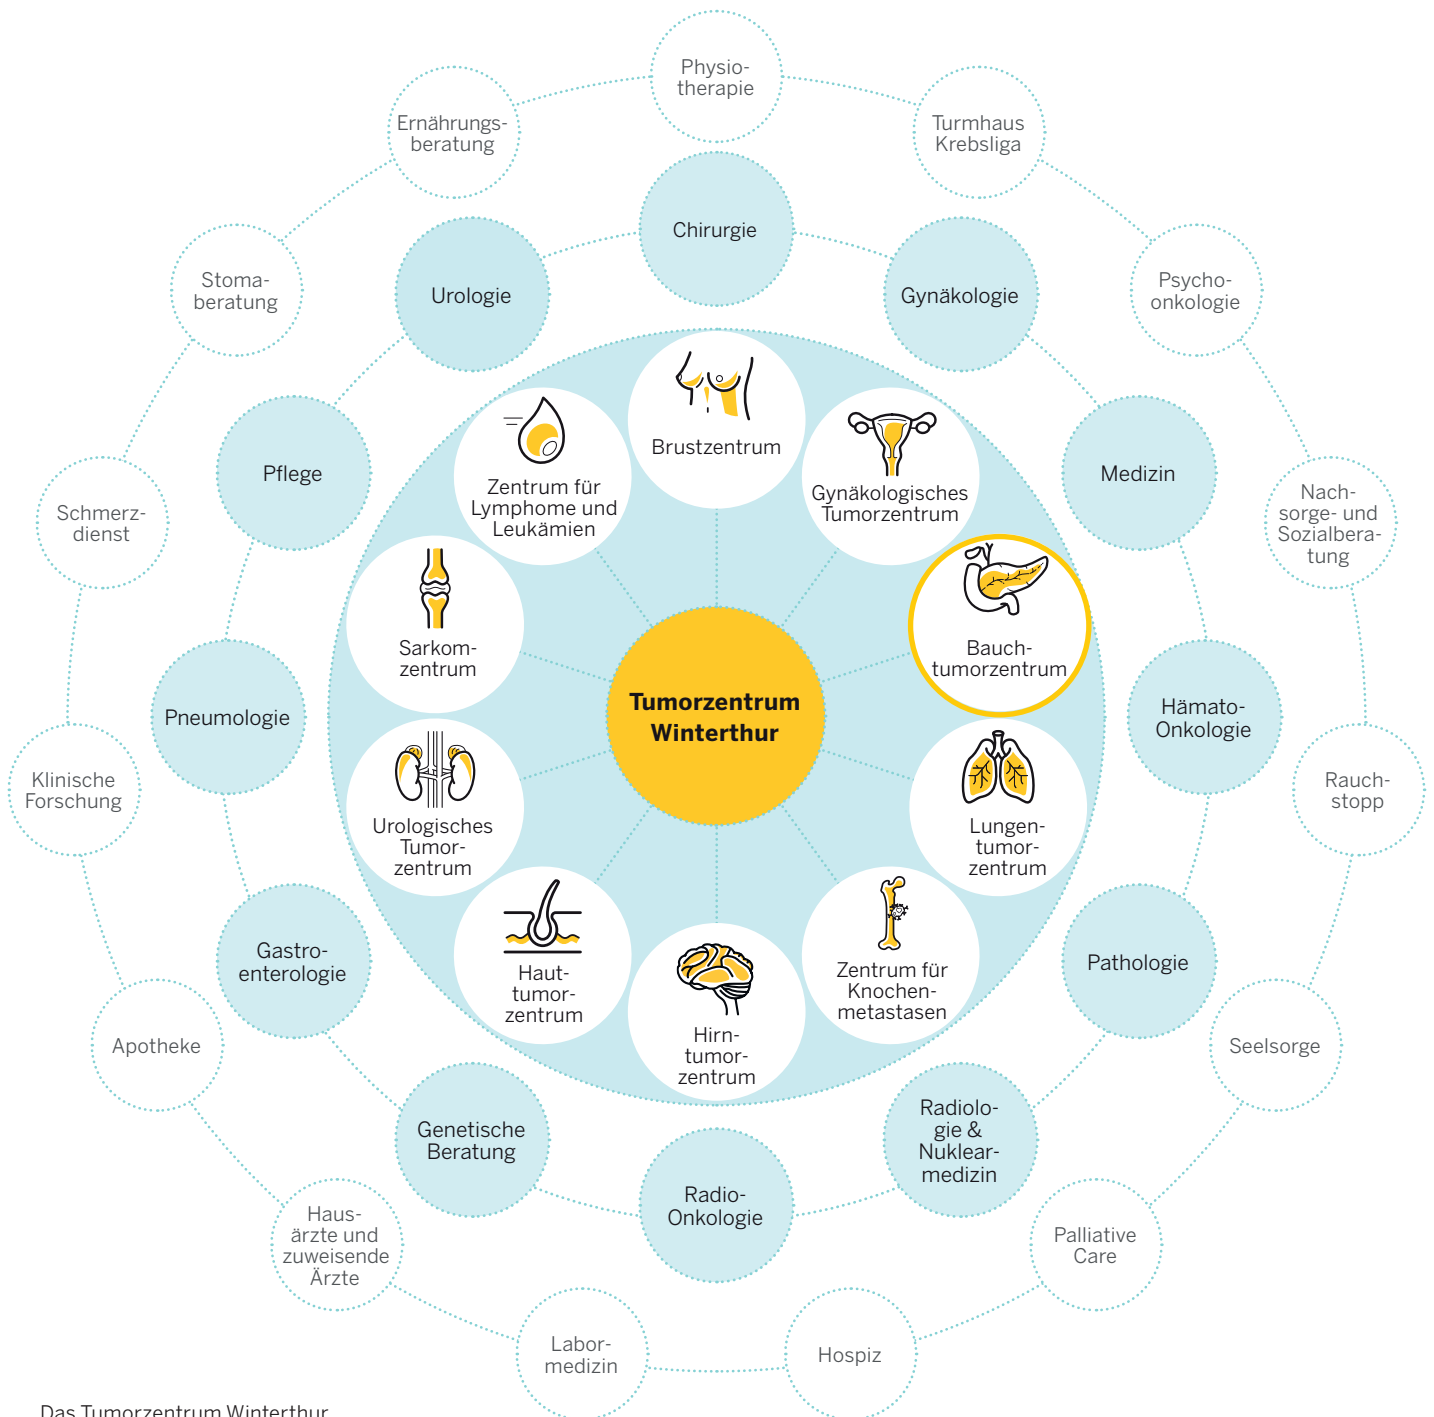 Physio-
therapie
Turmhaus
Krebsliga
Psycho-
onkologie
Nach-
sorge- und
Sozialbera-
tung
Rauch-
stopp
Seelsorge
Palliative
Care
Hospiz
Labor-
medizin
Haus-
ärzte und
zuweisende
Ärzte
Apotheke
Klinische
Forschung
Schmerz-
dienst
Stoma-
beratung
Ernährungs-
beratung
Chirurgie
Gynäkologie
Medizin
Hämato-
Onkologie
Pathologie
Radiolo-
gie &
Nuklear-
medizin
Radio-
Onkologie
Genetische
Beratung
Gastro-
enterologie
Pneumologie
Pflege
Urologie
Brustzentrum
Gynäkologisches
Tumorzentrum
Bauch-
tumorzentrum
Lungen-
tumor-
zentrum
Zentrum für
Knochen-
metastasen
Hirn-
tumor-
zentrum
Haut-
tumor-
zentrum
Urologisches
Tumor-
zentrum
Sarkom-
zentrum
Zentrum für
Lymphome und
Leukämien
Tumorzentrum
Winterthur
Das Tumorzentrum Winterthur